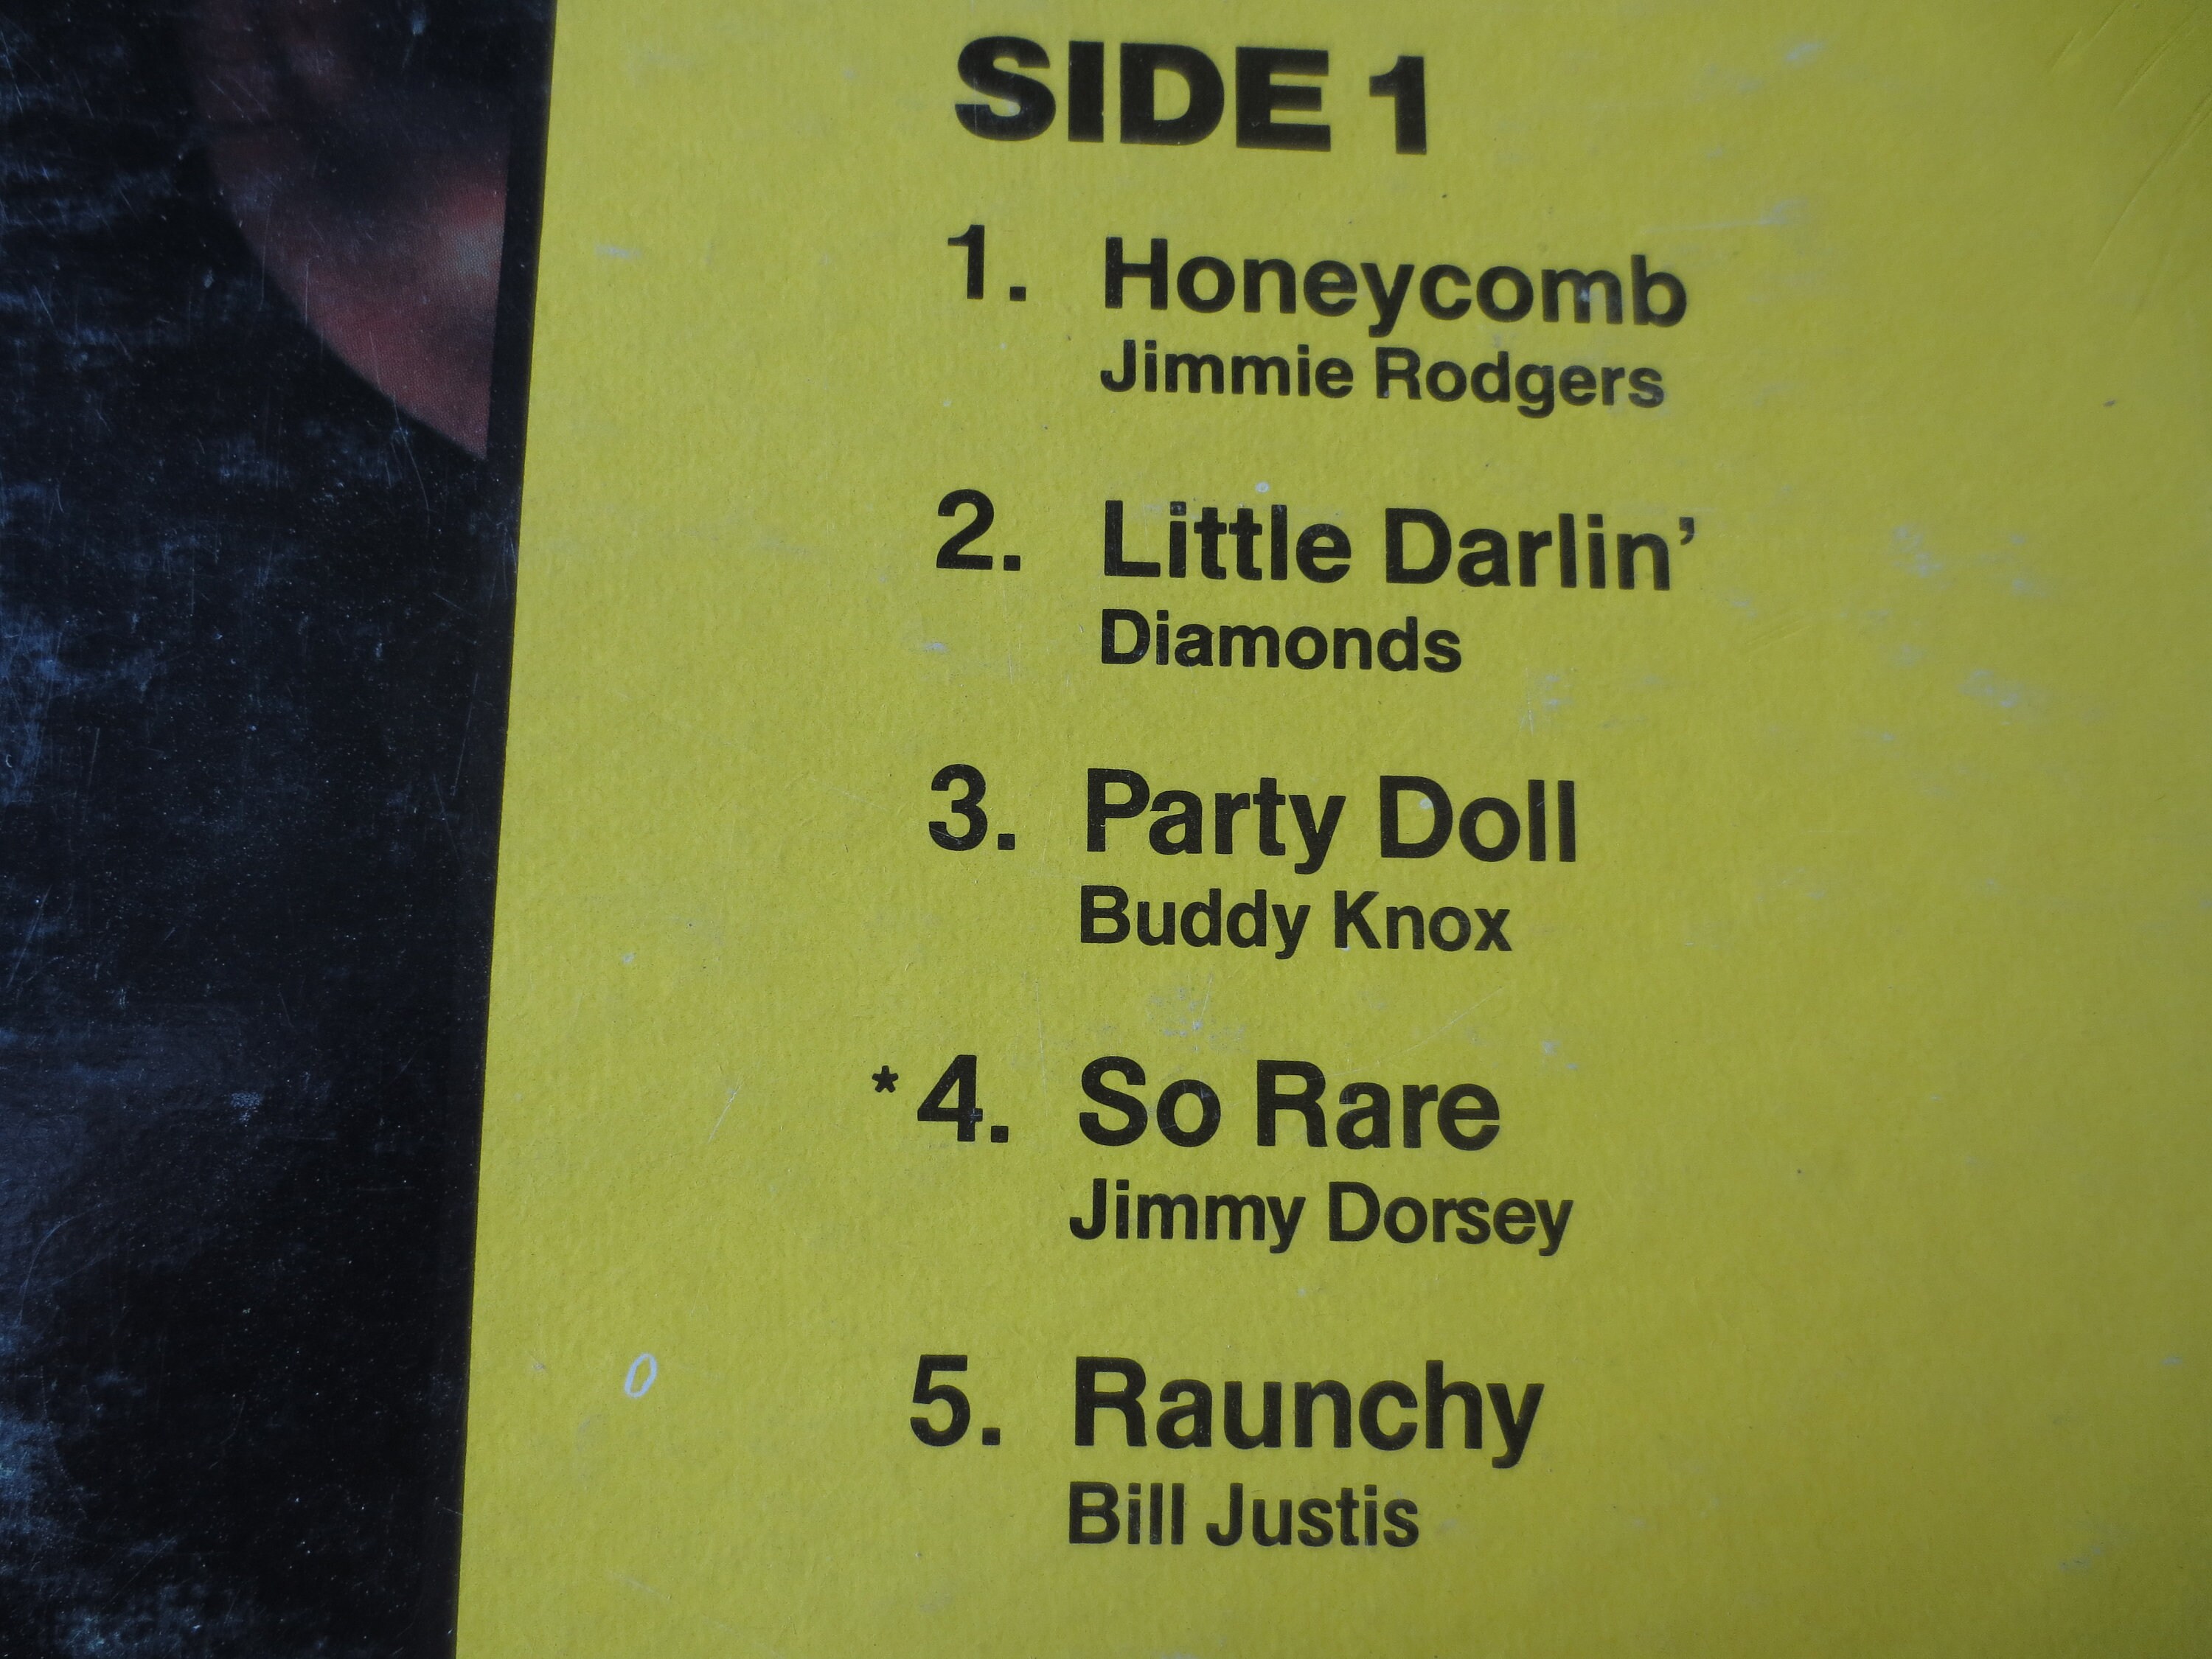 SIDE 1
1. Honeycomb
Jimmie Rodgers
2. Little Darlin’
Diamonds
3. Party Doll
Buddy Knox
*4. So Rare
Jimmy Dorsey
5. Raunchy
Bill Justis